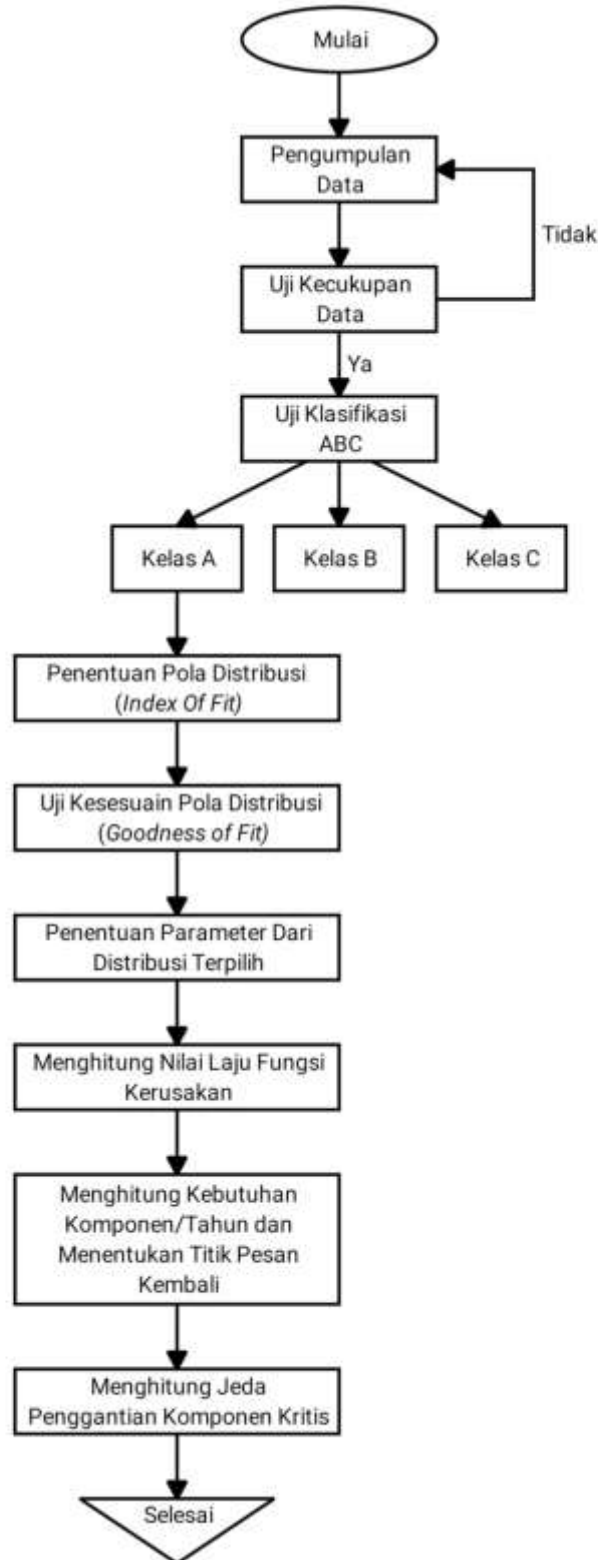 Mulai
Pengumpulan
Data
Tidak
Uji Kecukupan
Data
Ya
Uji Klasifikasi
ABC
Kelas A
Kelas B
Kelas C
Penentuan Pola Distribusi
(Index Of Fit)
Uji Kesesuain Pola Distribusi
(Goodness of Fit)
Penentuan Parameter Dari
Distribusi Terpilih
Menghitung Nilai Laju Fungsi
Kerusakan
Menghitung Kebutuhan
Komponen/Tahun dan
Menentukan Titik Pesan
Kembali
Menghitung Jeda
Penggantian Komponen Kritis
Selesai